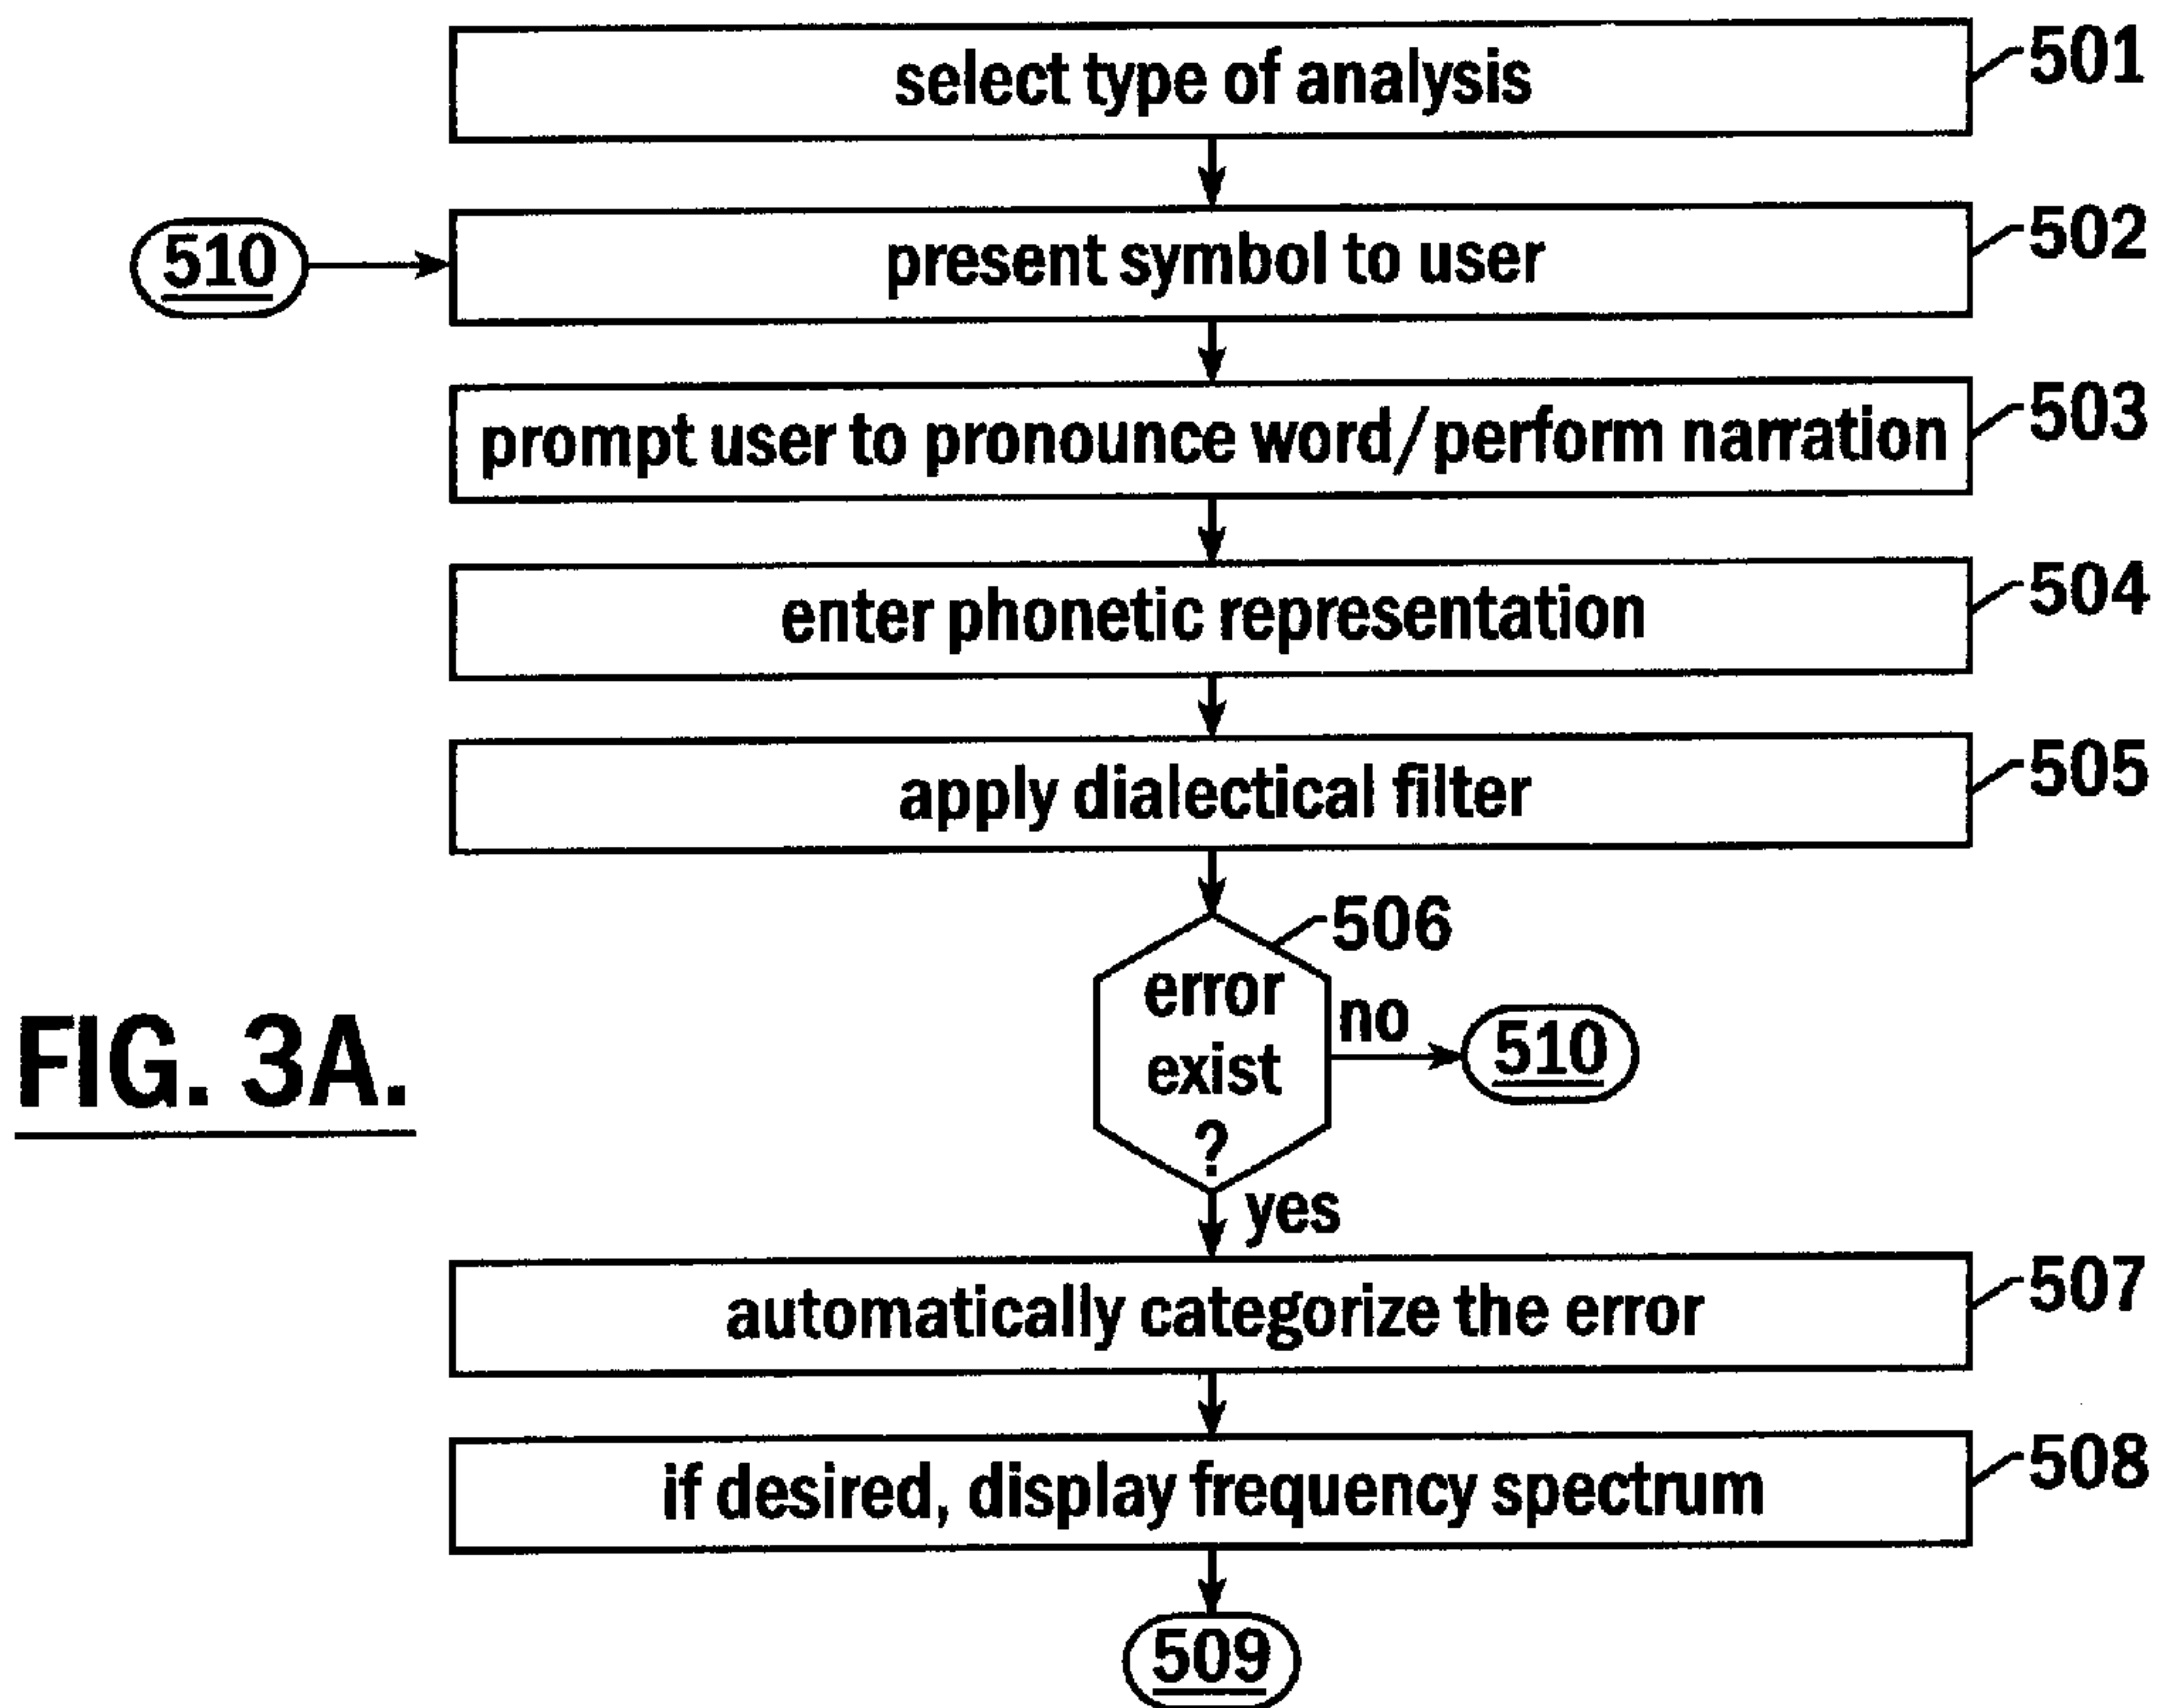 select type of analysis
501
510
present symbol to user
502
prompt user to pronounce word/perform narration
503
enter phonetic representation
504
apply dialectical filter
505
506
error
exist
?
no
510
yes
FIG. 3A.
automatically categorize the error
507
if desired, display frequency spectrum
508
509